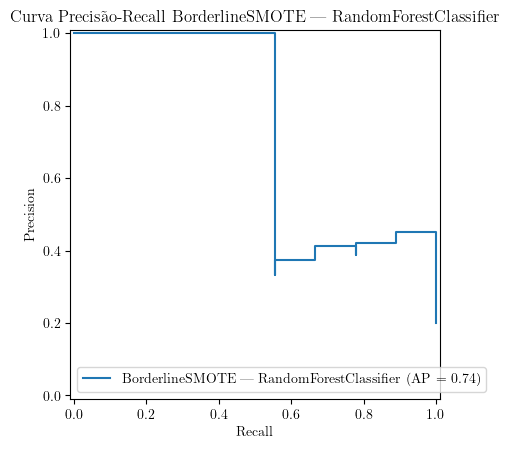 Curva Precisão-Recall BorderlineSMOTE — RandomForestClassifier
1.0
0.8
0.6
0.4
0.2
0.0
Precision
BorderlineSMOTE — RandomForestClassifier (AP = 0.74)
0.0 0.2 0.4 0.6 0.8 1.0
Recall